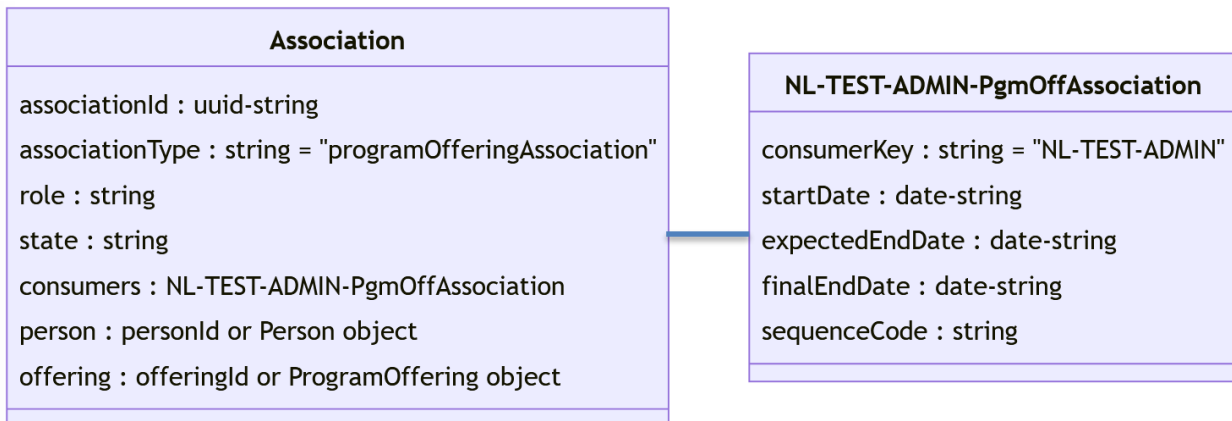 Association
associationId : uuid-string
associationType : string = "programOfferingAssociation"
role : string
state : string
consumers : NL-TEST-ADMIN-PgmOffAssociation
person : personId or Person object
offering : offeringId or ProgramOffering object
NL-TEST-ADMIN-PgmOffAssociation
consumerKey : string = "NL-TEST-ADMIN"
startDate : date-string
expectedEndDate : date-string
finalEndDate : date-string
sequenceCode : string